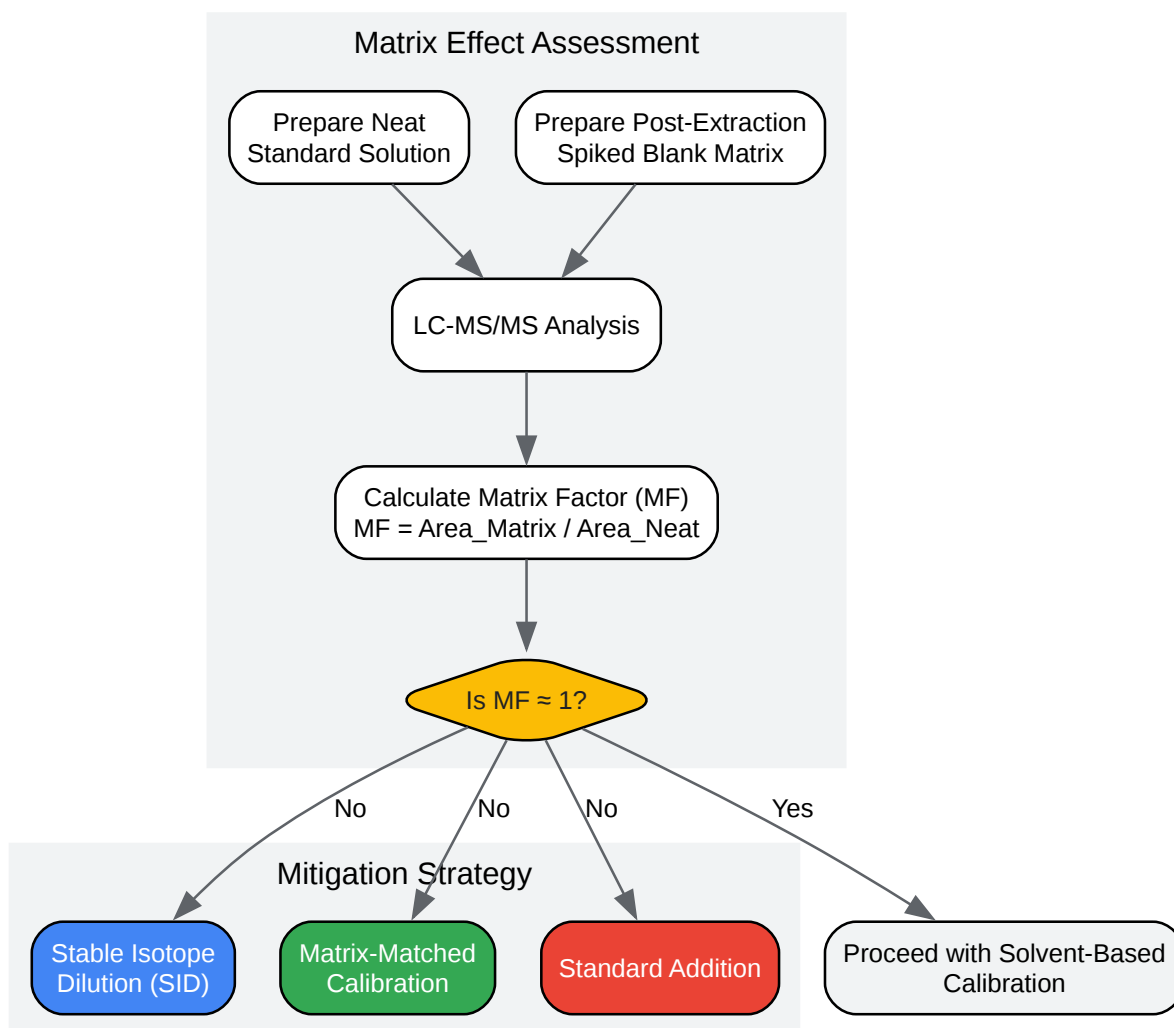 Matrix Effect Assessment
Prepare Neat
Standard Solution
Prepare Post-Extraction
Spiked Blank Matrix
LC-MS/MS Analysis
Calculate Matrix Factor (MF)
MF = Area_Matrix / Area_Neat
Is MF ≈ 1?
No
No
No
Yes
Mitigation Strategy
Stable Isotope
Dilution (SID)
Matrix-Matched
Calibration
Standard Addition
Proceed with Solvent-Based
Calibration